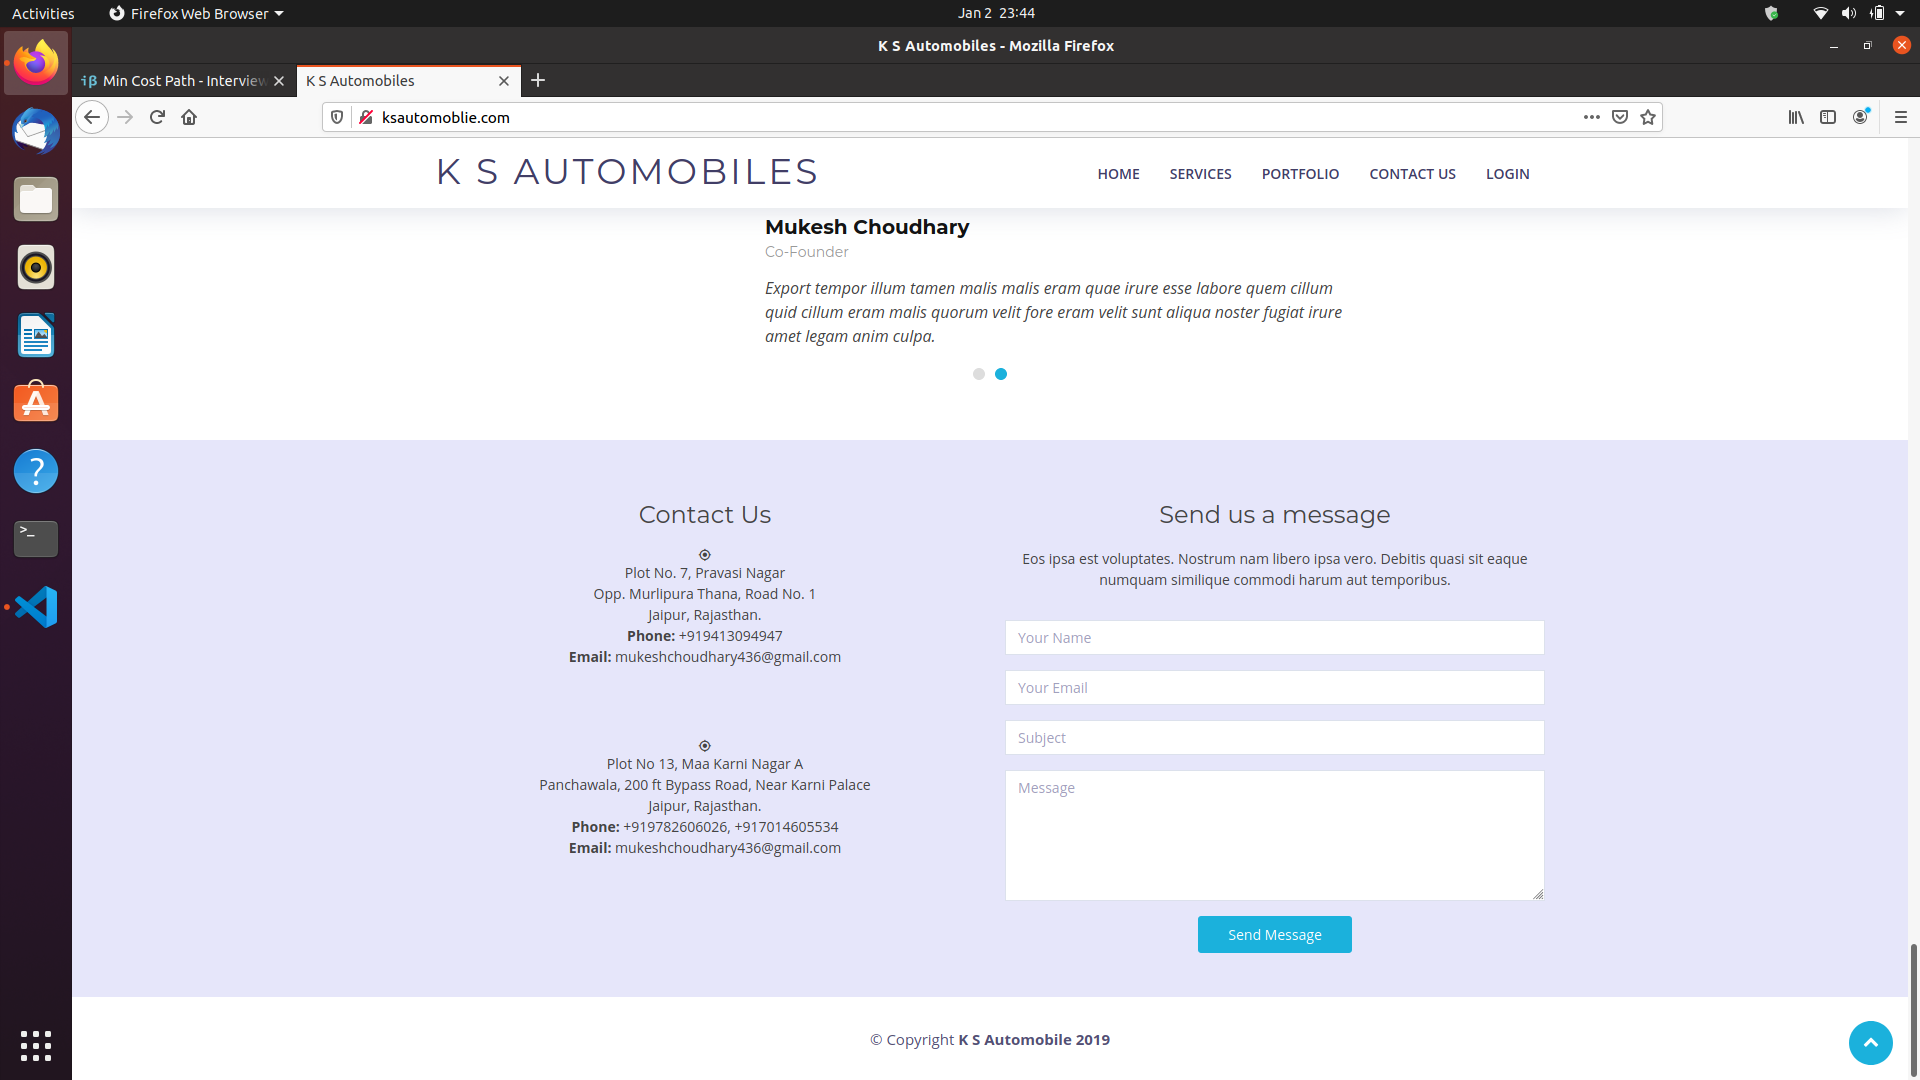 Activities
Firefox Web Browser
Jan 2 23:44
K S Automobiles - Mozilla Firefox
Min Cost Path - Interview
K S Automobiles
ksautomoblie.com
K S AUTOMOBILES
HOME
SERVICES
PORTFOLIO
CONTACT US
LOGIN
Mukesh Choudhary
Co-Founder
Export tempor illum tamen malis malis eram quae irure esse labore quem cillum
quid cillum eram malis quorum velit fore eram velit sunt aliqua noster fugiat irure
amet legam anim culpa.
Contact Us
Plot No. 7, Pravasi Nagar
Opp. Murlipura Thana, Road No. 1
Jaipur, Rajasthan.
Phone: +919413094947
Email: mukeshchoudhary436@gmail.com
Plot No 13, Maa Karni Nagar A
Panchawala, 200 ft Bypass Road, Near Karni Palace
Jaipur, Rajasthan.
Phone: +919782606026, +917014605534
Email: mukeshchoudhary436@gmail.com
Send us a message
Eos ipsa est voluptates. Nostrum nam libero ipsa vero. Debitis quasi sit eaque
numquam similique commodi harum aut temporibus.
Your Name
Your Email
Subject
Message
Send Message
© Copyright K S Automobile 2019